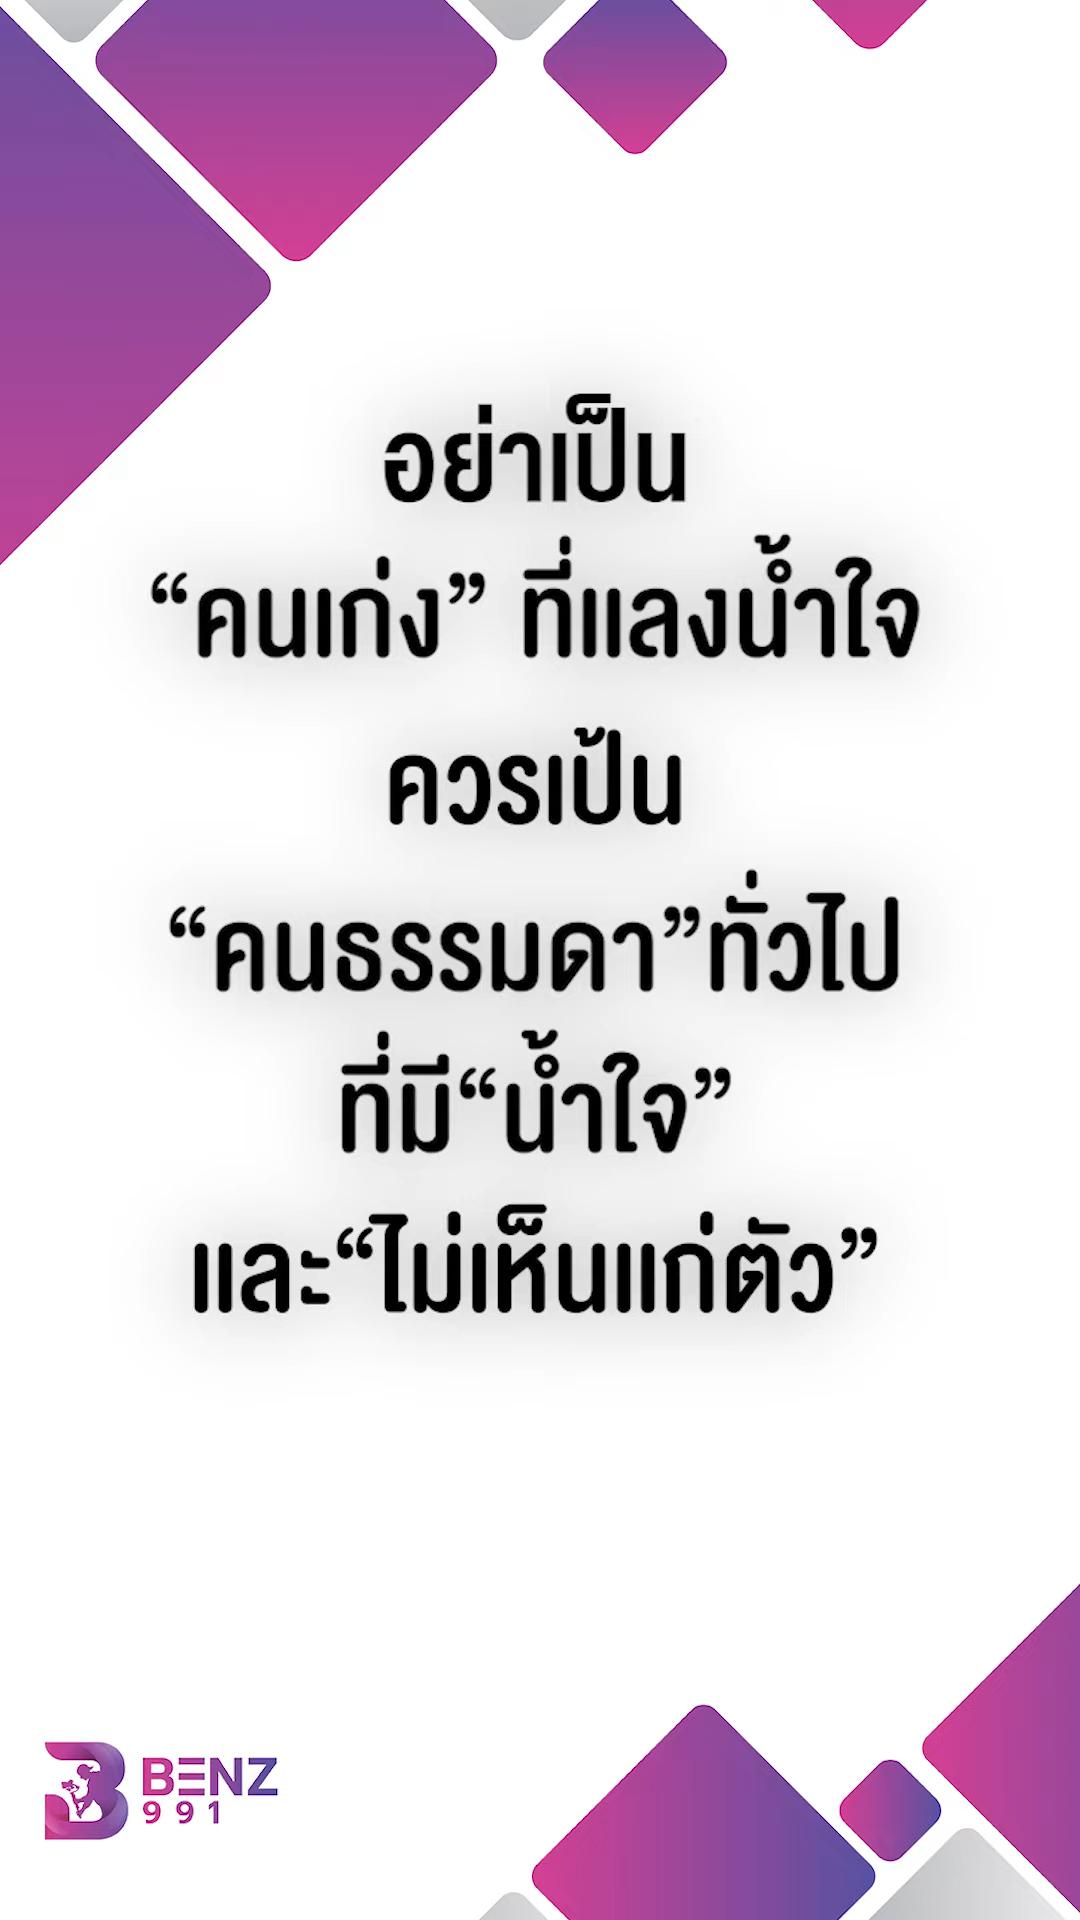 อย่าเป็น
“คนเก่ง” ที่แลงน้ำใจ
ควรเป้น
“คนธรรมดา”ทั่วไป
ที่มี“น้ำใจ”
และ“ไม่เห็นแก่ตัว”
BENZ
991